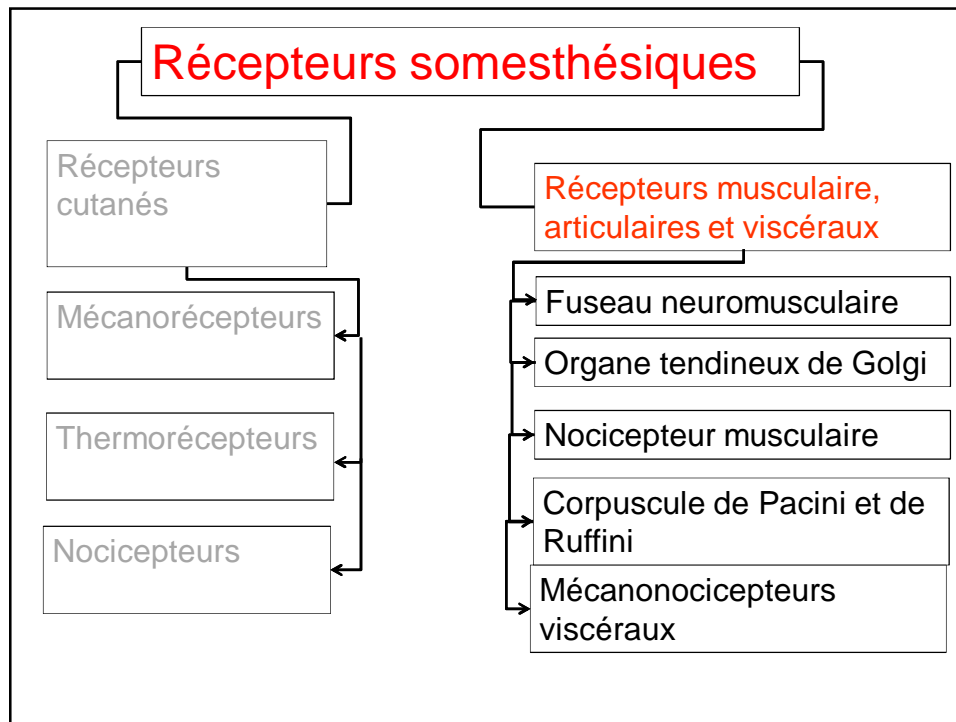 Récepteurs somesthésiques
Récepteurs
cutanés
Mécanorécepteurs
Thermorécepteurs
Nocicepteurs
Récepteurs musculaire,
articulaires et viscéraux
Fuseau neuromusculaire
Organe tendineux de Golgi
Nocicepteur musculaire
Corpuscule de Pacini et de
Ruffini
Mécanonocicepteurs
viscéraux